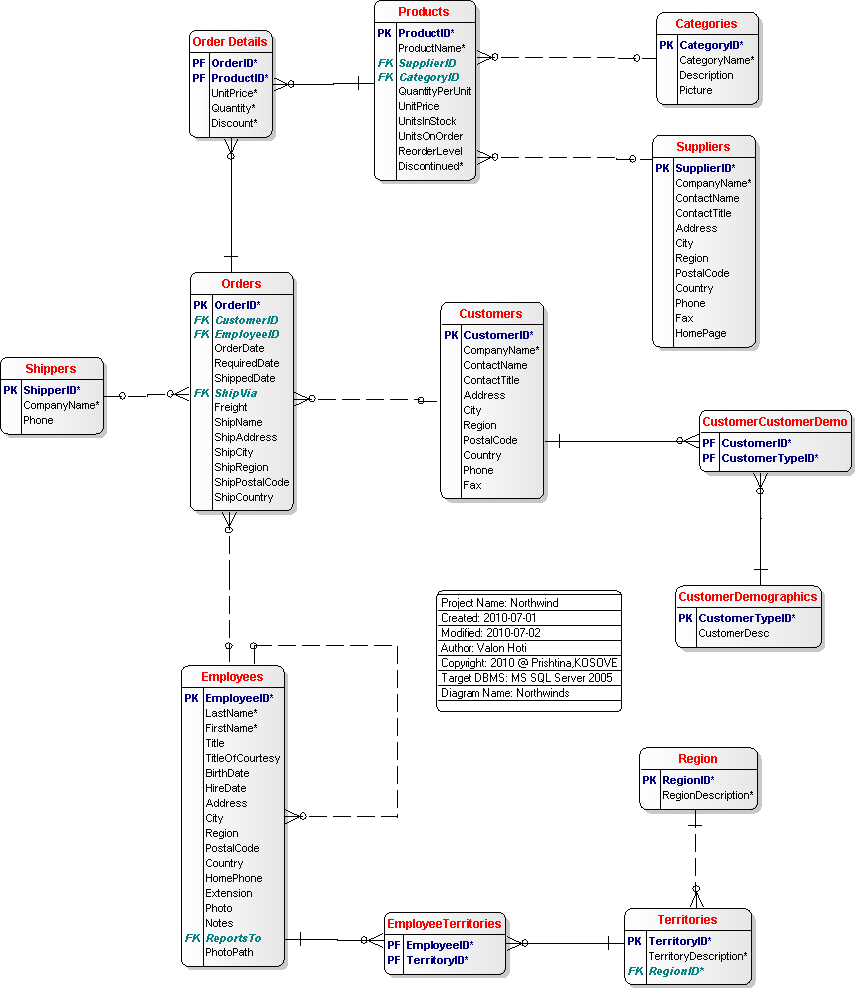 Products
PK ProductID*
ProductName*
FK SupplierID
FK CategoryID
QuantityPerUnit
UnitPrice
UnitsInStock
UnitsOnOrder
ReorderLevel
Discontinued*
Categories
PK CategoryID*
CategoryName*
Description
Picture
Order Details
PF OrderID*
PF ProductID*
UnitPrice*
Quantity*
Discount*
Suppliers
PK SupplierID*
CompanyName*
ContactName
ContactTitle
Address
City
Region
PostalCode
Country
Phone
Fax
HomePage
Orders
PK OrderID*
FK CustomerID
FK EmployeeID
OrderDate
RequiredDate
ShippedDate
FK ShipVia
Freight
ShipName
ShipAddress
ShipCity
ShipRegion
ShipPostalCode
ShipCountry
Customers
PK CustomerID*
CompanyName*
ContactName
ContactTitle
Address
City
Region
PostalCode
Country
Phone
Fax
Shippers
PK ShipperID*
CompanyName*
Phone
CustomerCustomerDemo
PF CustomerID*
PF CustomerTypeID*
CustomerDemographics
PK CustomerTypeID*
CustomerDesc
Project Name: Northwind
Created: 2010-07-01
Modified: 2010-07-02
Author: Valon Hoti
Copyright: 2010 @ Prishtina,KOSOVE
Target DBMS: MS SQL Server 2005
Diagram Name: Northwinds
Employees
PK EmployeeID*
LastName*
FirstName*
Title
TitleOfCourtesy
BirthDate
HireDate
Address
City
Region
PostalCode
Country
HomePhone
Extension
Photo
Notes
FK ReportsTo
PhotoPath
Region
PK RegionID*
RegionDescription*
EmployeeTerritories
PF EmployeeID*
PF TerritoryID*
Territories
PK TerritoryID*
TerritoryDescription*
FK RegionID*